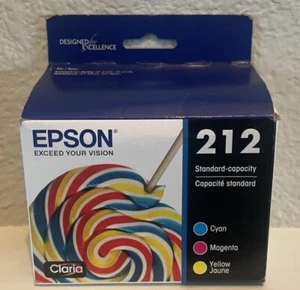 DESIGNED for
EXCELLENCE
EPSON®
EXCEED YOUR VISION
212
Standard-capacity
Capacité standard
Cyan
Magenta
Yellow
Jaune
Claria